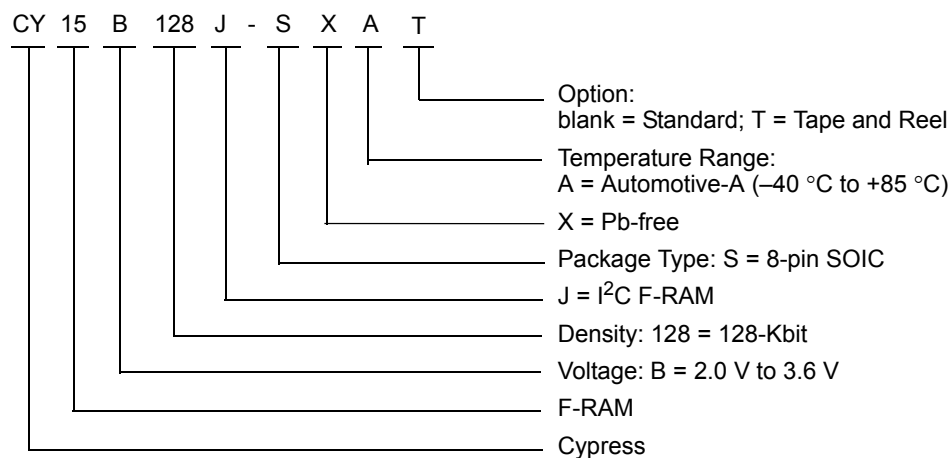 CY 15 B 128 J - S X A T
Option:
blank = Standard; T = Tape and Reel
Temperature Range:
A = Automotive-A (–40 °C to +85 °C)
X = Pb-free
Package Type: S = 8-pin SOIC
J = I²C F-RAM
Density: 128 = 128-Kbit
Voltage: B = 2.0 V to 3.6 V
F-RAM
Cypress